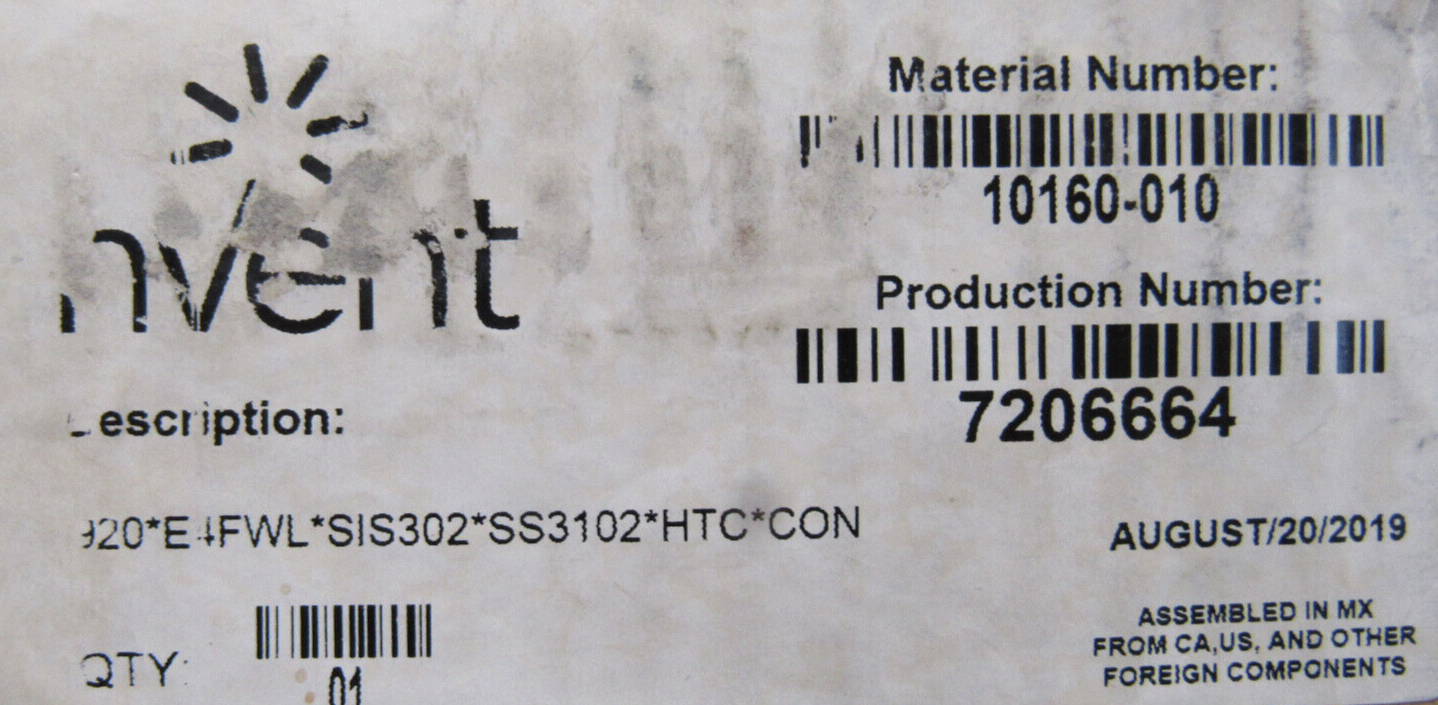 nvent
Material Number:
10160-010
Production Number:
7206664
Description:
920*E4FWL*SIS302*SS3102*HTC*CON
AUGUST/20/2019
QTY:
01
ASSEMBLED IN MX
FROM CA,US, AND OTHER
FOREIGN COMPONENTS